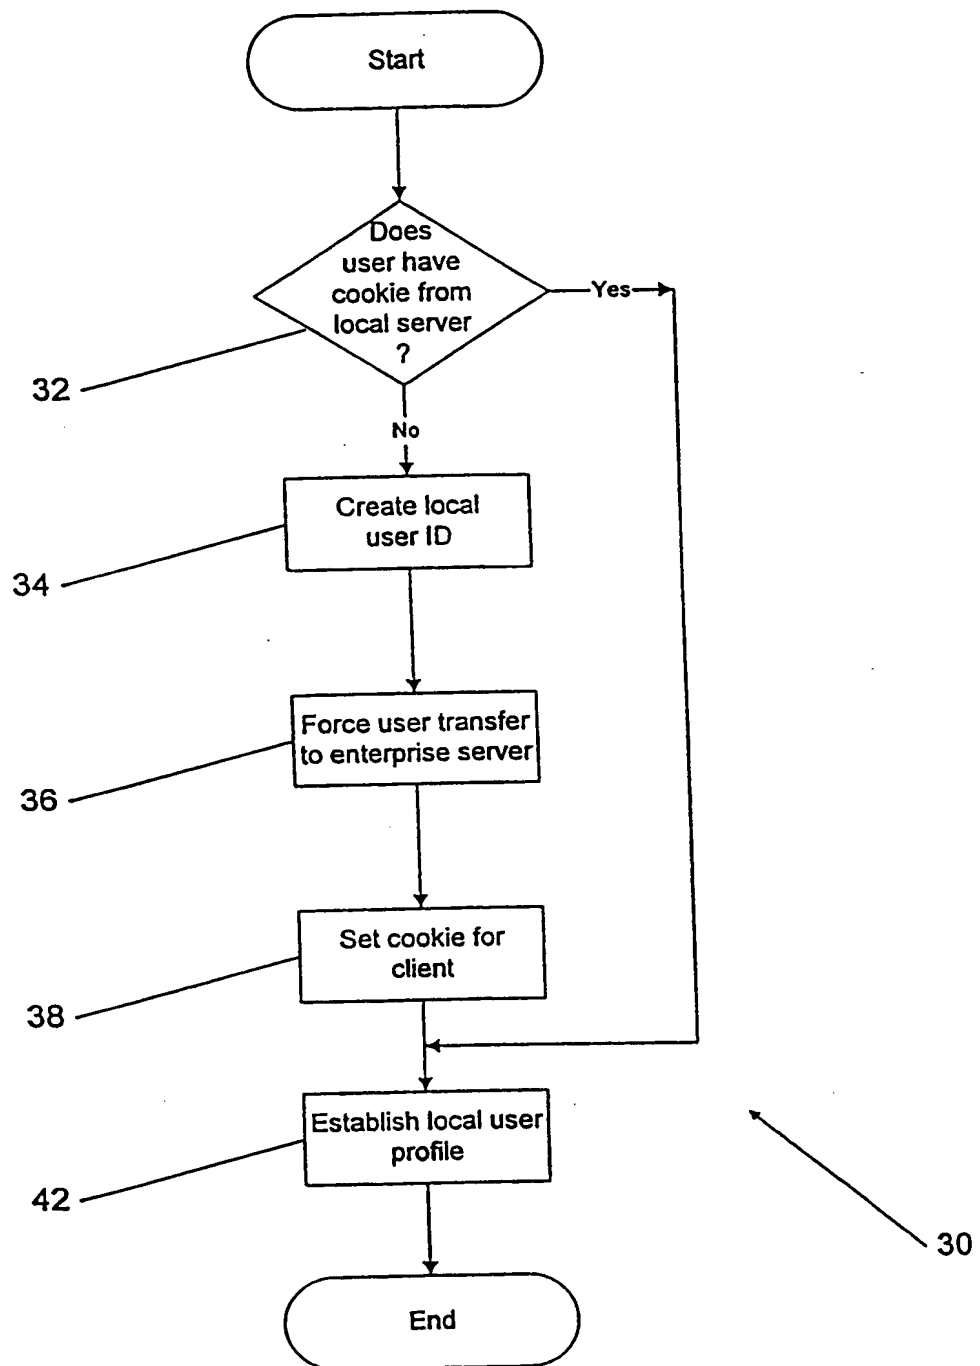 Start
Does
user have
cookie from
local server
?
Yes
32
No
Create local
user ID
34
Force user transfer
to enterprise server
36
Set cookie for
client
38
Establish local user
profile
42
30
End